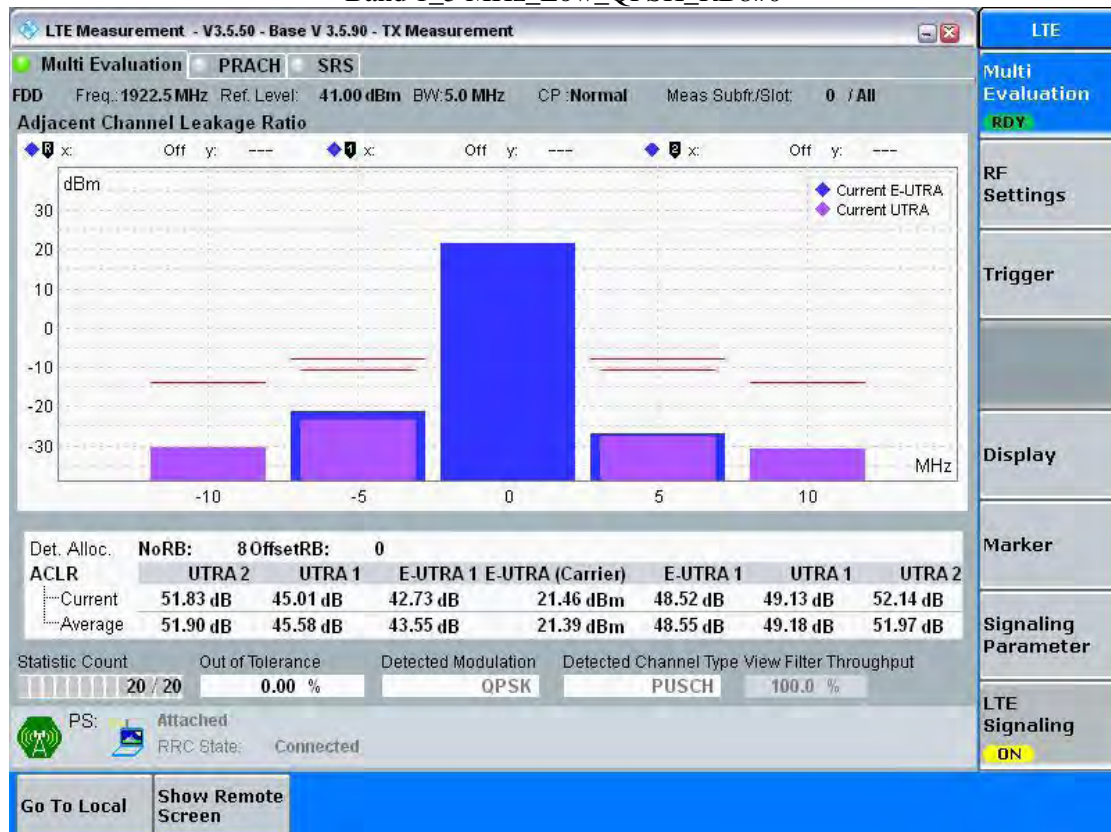 LTE Measurement - V3.5.50 - Base V 3.5.90 - TX Measurement
LTE
Multi Evaluation PRACH SRS
Multi Evaluation
RDY
FDD Freq.: 1922.5 MHz Ref. Level: 41.00 dBm BW: 5.0 MHz CP :Normal Meas Subfr./Slot: 0 / All
Adjacent Channel Leakage Ratio
R x: Off y: --- 1 x: Off y: --- 2 x: Off y: ---
dBm
Current E-UTRA
Current UTRA
30
20
10
0
-10
-20
-30
MHz
-10 -5 0 5 10
RF Settings
Trigger
Display
Marker
Signaling Parameter
LTE Signaling
ON
Det. Alloc. NoRB: 8 OffsetRB: 0
ACLR UTRA 2 UTRA 1 E-UTRA 1 E-UTRA (Carrier) E-UTRA 1 UTRA 1 UTRA 2
Current 51.83 dB 45.01 dB 42.73 dB 21.46 dBm 48.52 dB 49.13 dB 52.14 dB
Average 51.90 dB 45.58 dB 43.55 dB 21.39 dBm 48.55 dB 49.18 dB 51.97 dB
Statistic Count Out of Tolerance Detected Modulation Detected Channel Type View Filter Throughput
20 / 20 0.00 % QPSK PUSCH 100.0 %
PS: Attached
RRC State: Connected
Go To Local
Show Remote Screen